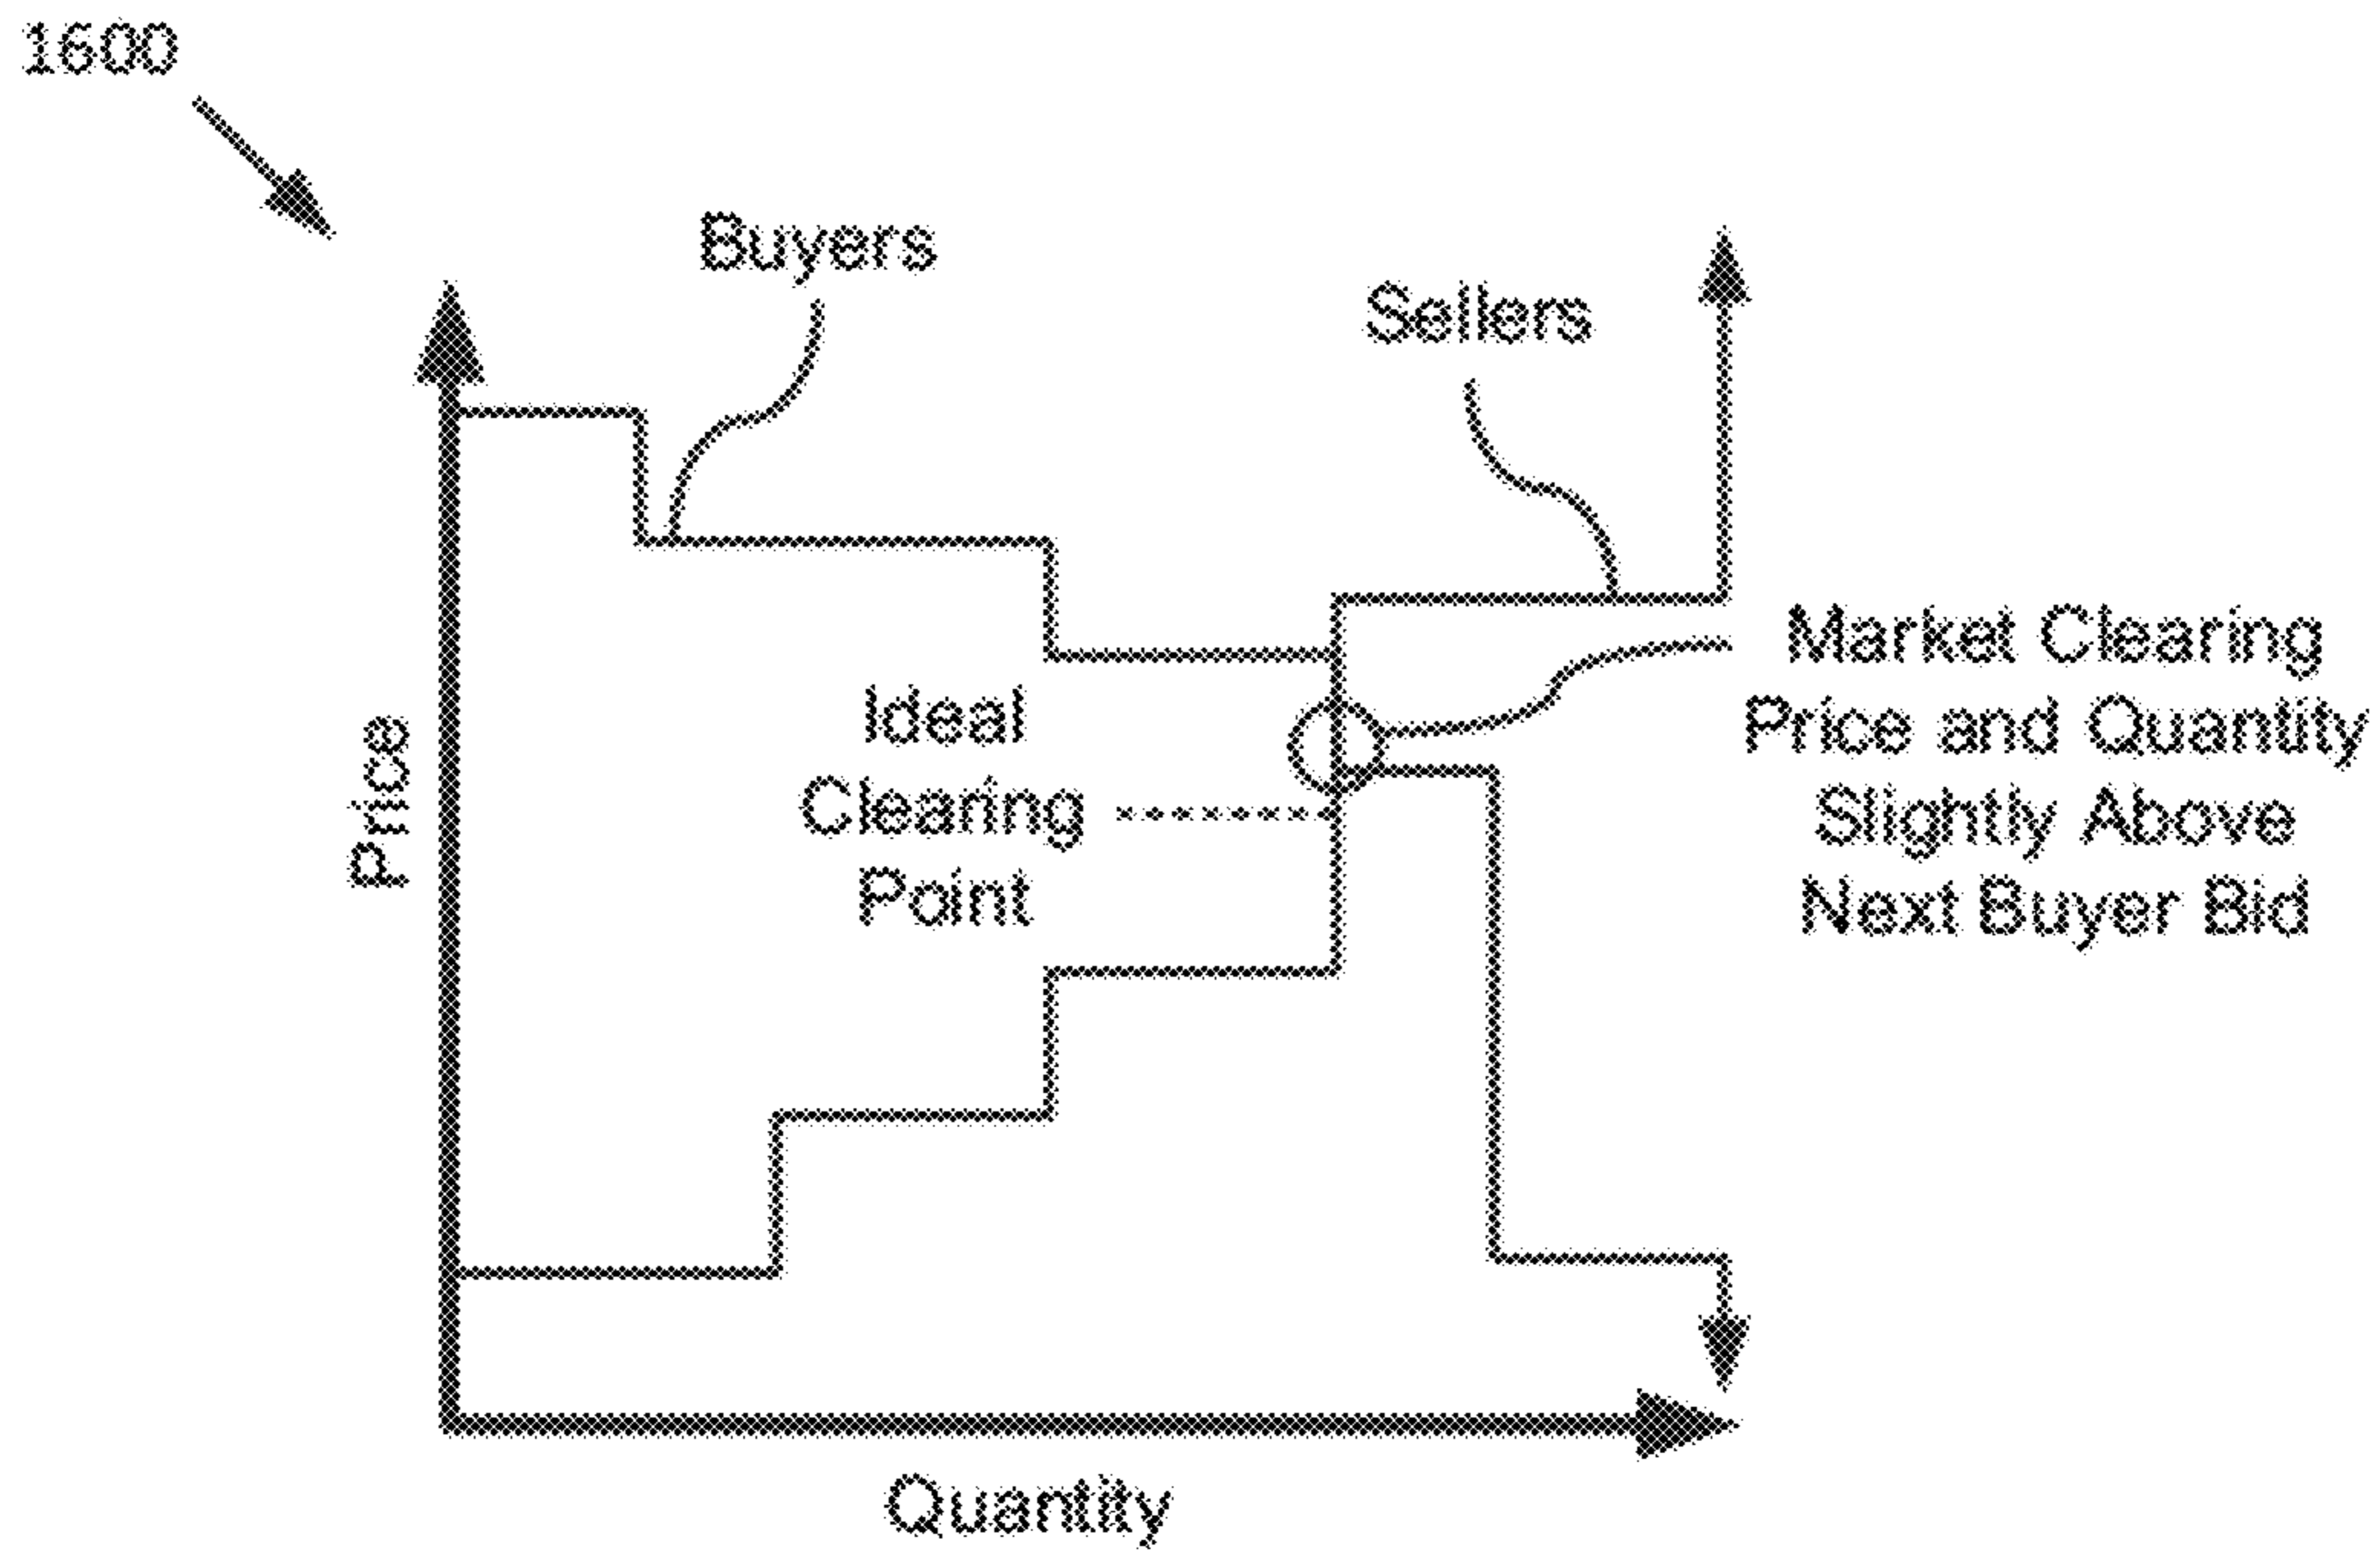 1600
Buyers
Sellers
Market Clearing
Price and Quantity
Slightly Above
Next Buyer Bid
Ideal
Clearing
Point
Price
Quantity